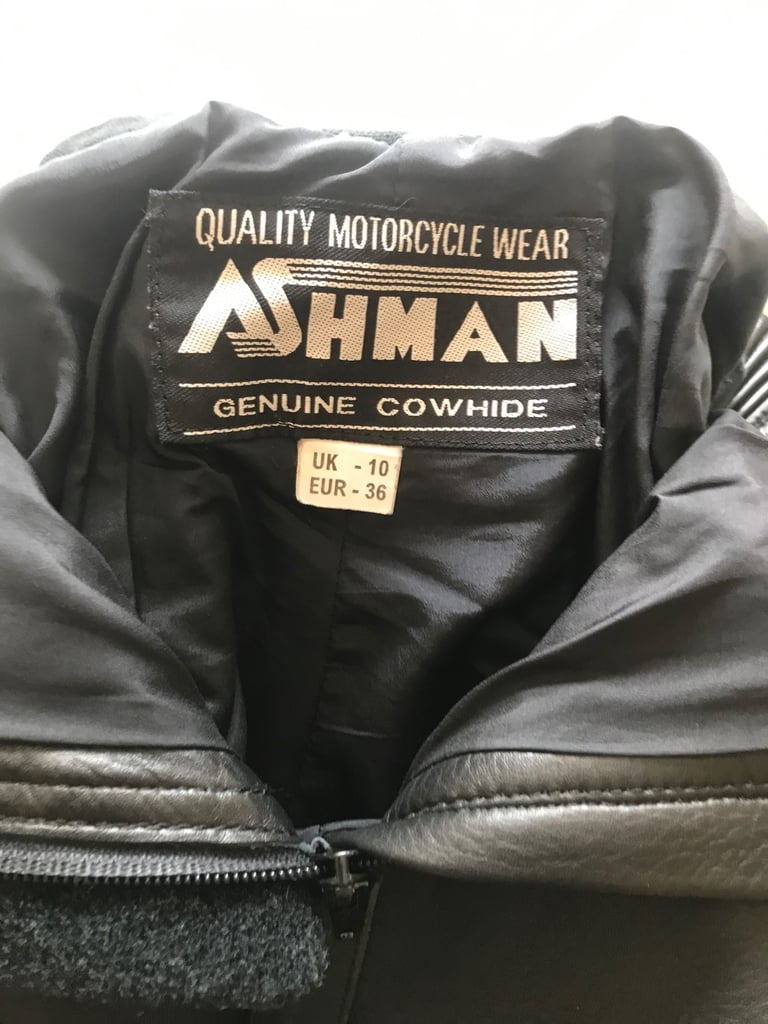 QUALITY MOTORCYCLE WEAR
ASHMAN
GENUINE COWHIDE
UK - 10
EUR - 36